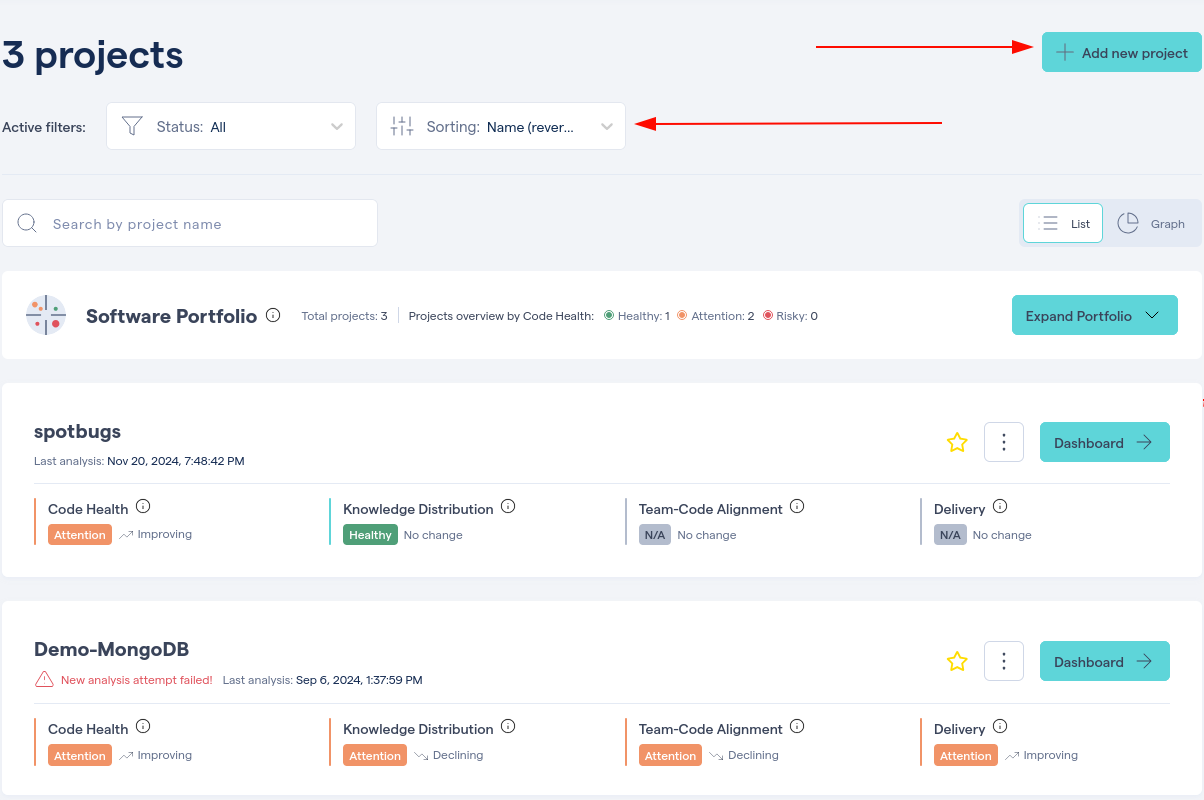 3 projects
Add new project
Active filters: Status: All Sorting: Name (rever...
Search by project name
List Graph
Software Portfolio Total projects: 3 Projects overview by Code Health: Healthy: 1 Attention: 2 Risky: 0 Expand Portfolio
spotbugs
Last analysis: Nov 20, 2024, 7:48:42 PM
Dashboard
Code Health Knowledge Distribution Team-Code Alignment Delivery
Attention Improving Healthy No change N/A No change N/A No change
Demo-MongoDB
New analysis attempt failed! Last analysis: Sep 6, 2024, 1:37:59 PM
Dashboard
Code Health Knowledge Distribution Team-Code Alignment Delivery
Attention Improving Attention Declining Attention Declining Attention Improving